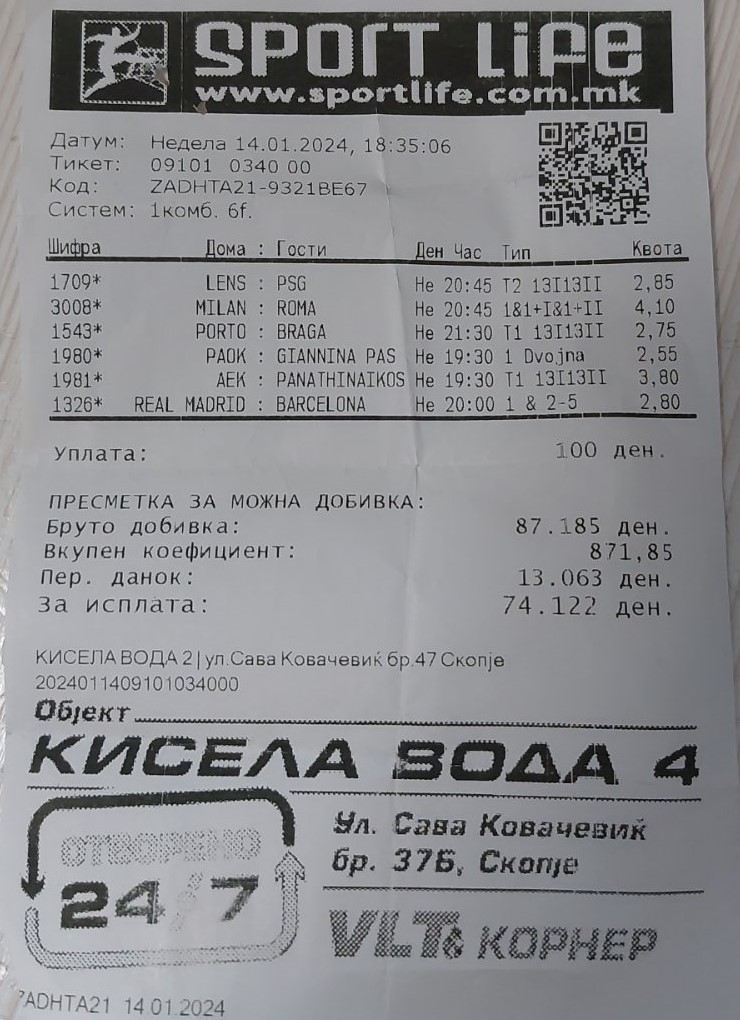 SPORT LIFE
www.sportlife.com.mk
Датум: Недела 14.01.2024, 18:35:06
Тикет: 09101 0340 00
Код: ZADHTA21-9321BE67
Систем: 1комб. 6f.
Шифра Дома : Гости Ден Час Тип Квота
1709* LENS : PSG Не 20:45 T2 13I13II 2,85
3008* MILAN : ROMA Не 20:45 1&1+I&1+II 4,10
1543* PORTO : BRAGA Не 21:30 T1 13I13II 2,75
1980* PAOK : GIANNINA PAS Не 19:30 1 Dvojna 2,55
1981* AEK : PANATHINAIKOS Не 19:30 T1 13I13II 3,80
1326* REAL MADRID : BARCELONA Не 20:00 1 & 2-5 2,80
Уплата: 100 ден.
ПРЕСМЕТКА ЗА МОЖНА ДОБИВКА:
Бруто добивка: 87.185 ден.
Вкупен коефициент: 871,85
Пер. данок: 13.063 ден.
За исплата: 74.122 ден.
КИСЕЛА ВОДА 2| ул.Сава Ковачевиќ бр.47 Скопје
2024011409101034000
Објект
КИСЕЛА ВОДА 4
ОТВОРЕНО
24/7
Ул. Сава Ковачевиќ
бр. 37Б, Скопје
VLT& КОРНЕР
ZADHTA21 14.01.2024